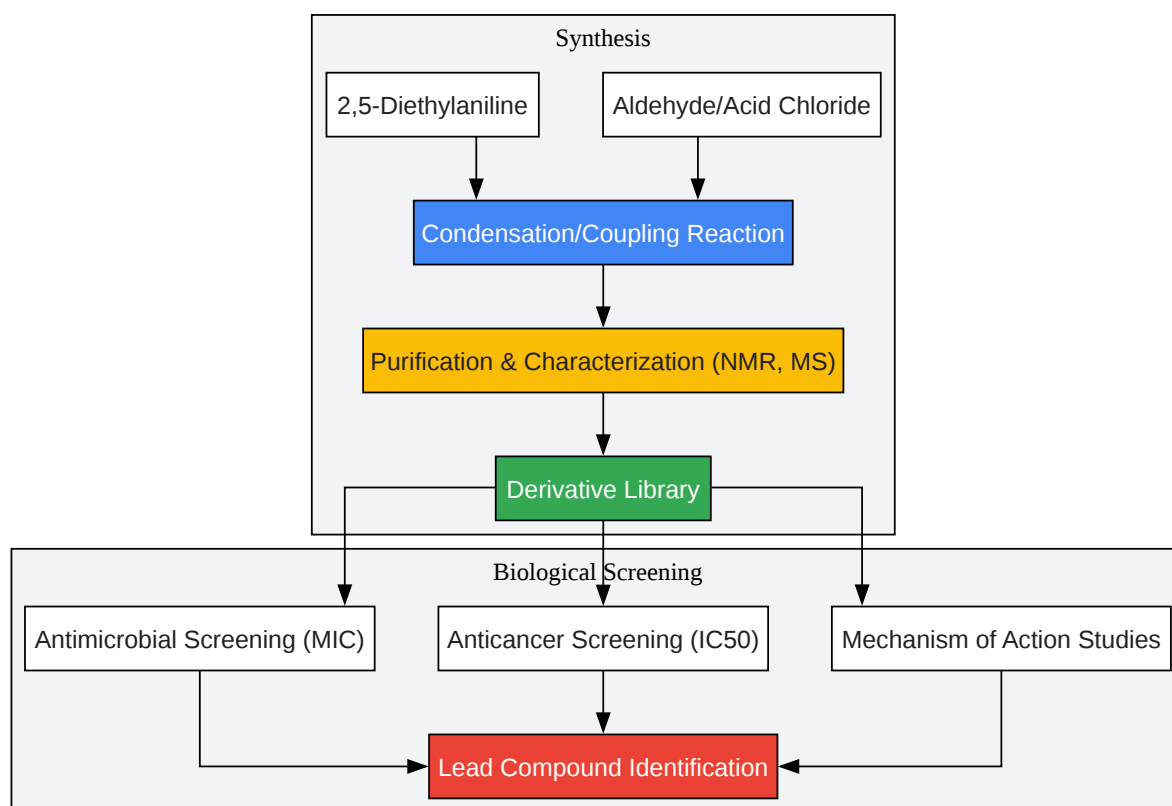 Synthesis
2,5-Diethylaniline
Aldehyde/Acid Chloride
Condensation/Coupling Reaction
Purification & Characterization (NMR, MS)
Derivative Library
Biological Screening
Antimicrobial Screening (MIC)
Anticancer Screening (IC50)
Mechanism of Action Studies
Lead Compound Identification